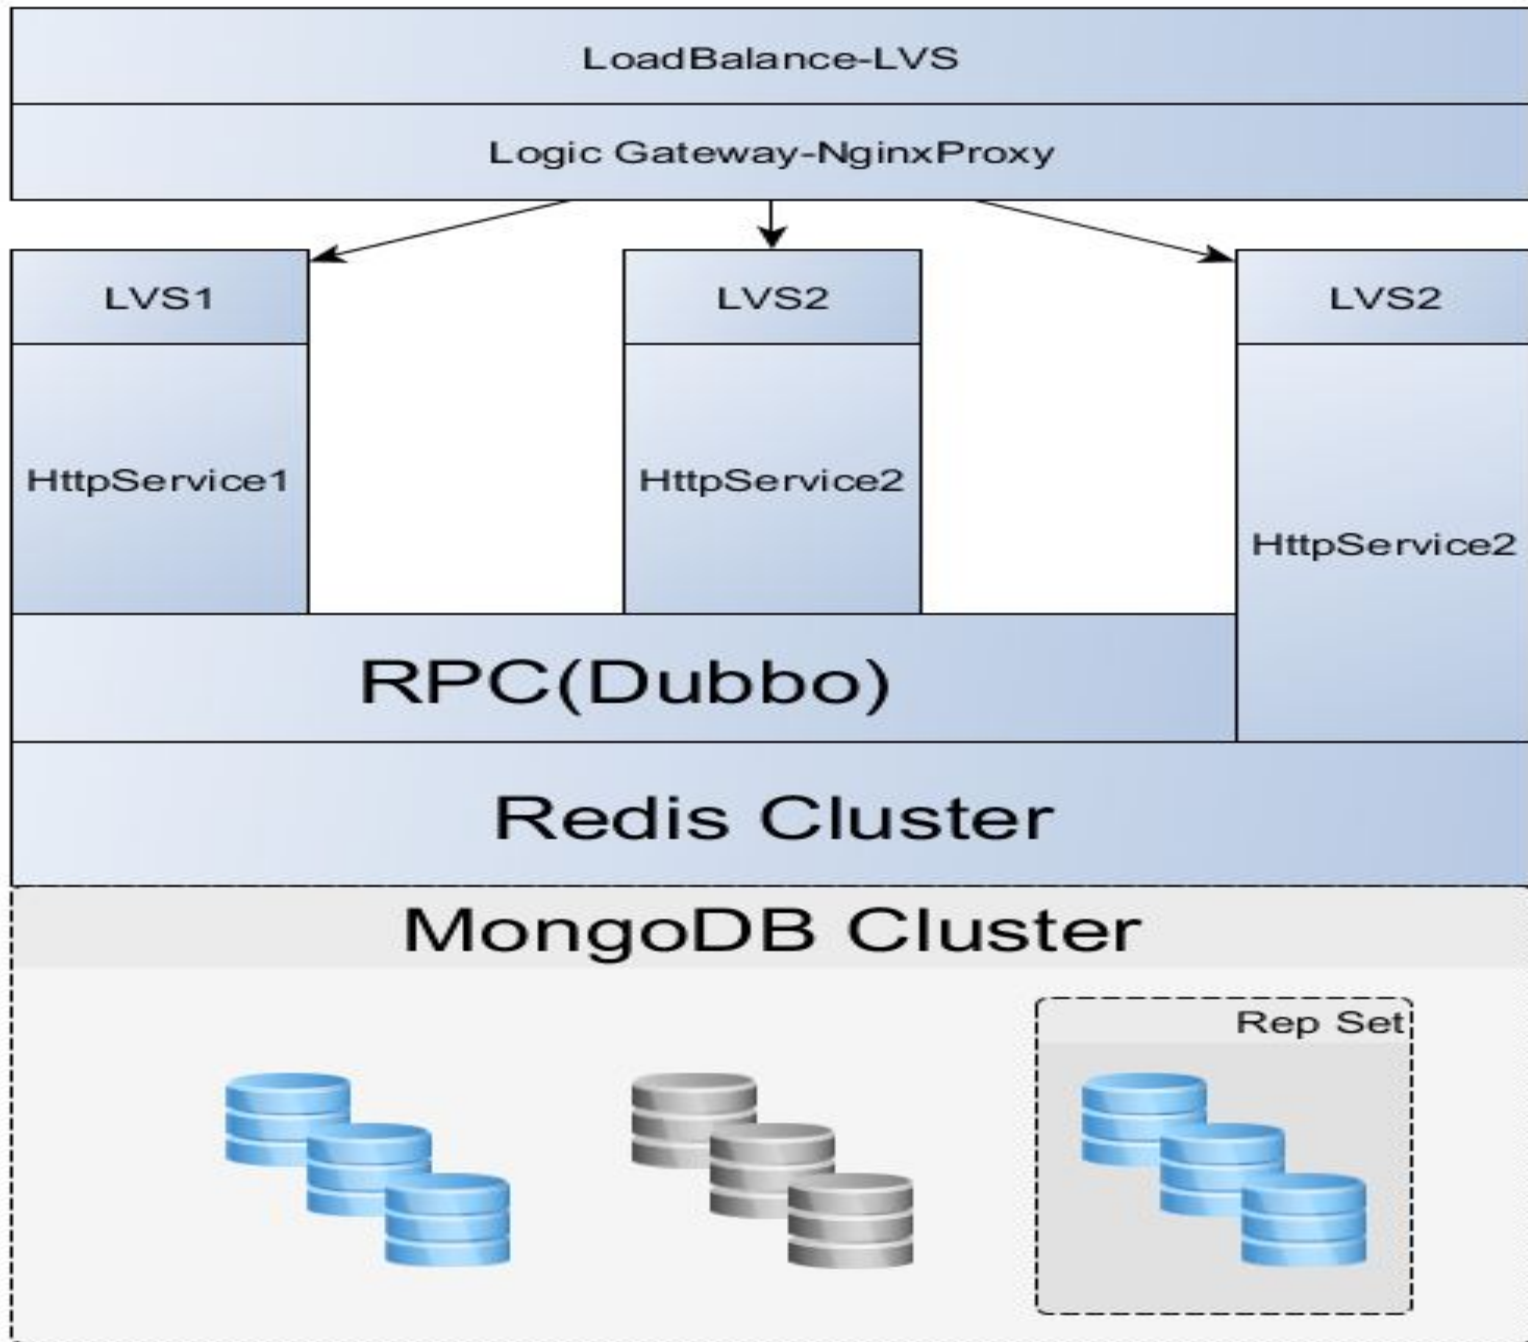 LoadBalance-LVS
Logic Gateway-NginxProxy
LVS1
LVS2
LVS2
HttpService1
HttpService2
HttpService2
RPC(Dubbo)
Redis Cluster
MongoDB Cluster
Rep Set